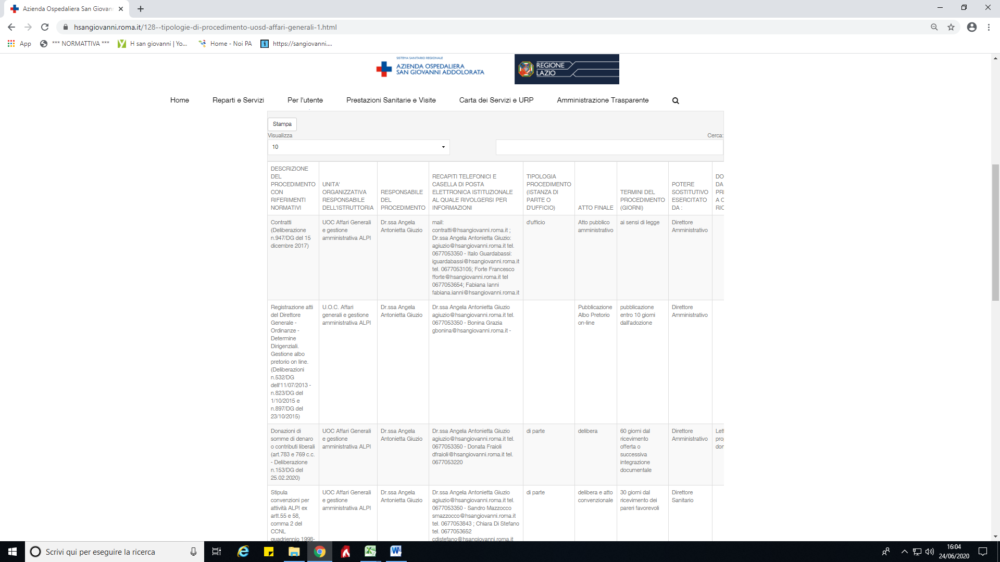 Azienda Ospedaliera San Giovan
hsangiovanni.roma.it/128--tipologie-di-procedimento-uosd-affari-generali-1.html
App
*** NORMATTIVA ***
H san giovanni | Yo...
Home - Noi PA
https://sangiovanni....
SISTEMA SANITARIO REGIONALE
AZIENDA OSPEDALIERA
SAN GIOVANNI ADDOLORATA
REGIONE
LAZIO
Home
Reparti e Servizi
Per l'utente
Prestazioni Sanitarie e Visite
Carta dei Servizi e URP
Amministrazione Trasparente
Stampa
Visualizza
Cerca:
10
DESCRIZIONE
DEL
PROCEDIMENTO
CON
RIFERIMENTI
NORMATIVI
UNITA'
ORGANIZZATIVA
RESPONSABILE
DELL'ISTRUTTORIA
RESPONSABILE
DEL
PROCEDIMENTO
RECAPITI TELEFONICI E
CASELLA DI POSTA
ELETTRONICA ISTITUZIONALE
AL QUALE RIVOLGERSI PER
INFORMAZIONI
TIPOLOGIA
PROCEDIMENTO
(ISTANZA DI
PARTE O
D'UFFICIO)
ATTO FINALE
TERMINI DEL
PROCEDIMENTO
(GIORNI)
POTERE
SOSTITUTIVO
ESERCITATO
DA :
DO
DA
PRE
A C
RIC
Contratti
(Deliberazione
n.947/DG del 15
dicembre 2017)
UOC Affari Generali
e gestione
amministrativa ALPI
Dr.ssa Angela
Antonietta Giuzio
mail:
contratti@hsangiovanni.roma.it ;
Dr.ssa Angela Antonietta Giuzio:
agiuzio@hsangiovanni.roma.it tel.
0677053350 - Italo Guardabassi:
iguardabassi@hsangiovanni.roma.it
tel. 0677053105; Forte Francesco
fforte@hsangiovanni.roma.it tel
0677053654; Fabiana Ianni
fabiana.ianni@hsangiovanni.roma.it
d'ufficio
Atto pubblico
amministrativo
ai sensi di legge
Direttore
Amministrativo
Registrazione atti
del Direttore
Generale -
Ordinanze -
Determine
Dirigenziali.
Gestione albo
pretorio on line.
(Deliberazioni
n.532/DG
dell'11/07/2013 -
n.823/DG del
1/10/2015 e
n.897/DG del
23/10/2015)
U.O.C. Affari
generali e gestione
amministrativa ALPI
Dr.ssa Angela
Antonietta Giuzio
Dr.ssa Angela Antonietta Giuzio
agiuzio@hsangiovanni.roma.it tel.
0677053350 - Bonina Grazia
gbonina@hsangiovanni.roma.it -
Pubblicazione
Albo Pretorio
on-line
pubblicazione
entro 10 giorni
dall'adozione
Direttore
Amministrativo
Donazioni di
somme di denaro
o contributi liberali
(art.783 e 769 c.c.
- Deliberazione
n.153/DG del
25.02.2020)
UOC Affari Generali
e gestione
amministrativa ALPI
Dr.ssa Angela
Antonietta Giuzio
Dr.ssa Angela Antonietta Giuzio
agiuzio@hsangiovanni.roma.it tel.
0677053350 - Donata Fraioli
dfraioli@hsangiovanni.roma.it tel.
0677053220
di parte
delibera
60 giorni dal
ricevimento
offerta o
successiva
integrazione
documentale
Direttore
Amministrativo
Lett
prop
don
Stipula
convenzioni per
attività ALPI ex
artt.55 e 58,
comma 2 del
CCNL
quadriennio 1998-
UOC Affari Generali
e gestione
amministrativa ALPI
Dr.ssa Angela
Antonietta Giuzio
Dr.ssa Angela Antonietta Giuzio
agiuzio@hsangiovanni.roma.it tel.
0677053350 - Sandro Mazzocco
smazzocco@hsangiovanni.roma.it
tel. 0677053843 ; Chiara Di Stefano
tel. 0677053652
cdistefano@hsangiovanni.roma.it
di parte
delibera e atto
convenzionale
30 giorni dal
ricevimento dei
pareri favorevoli
Direttore
Sanitario
Scrivi qui per eseguire la ricerca
16:04
24/06/2020